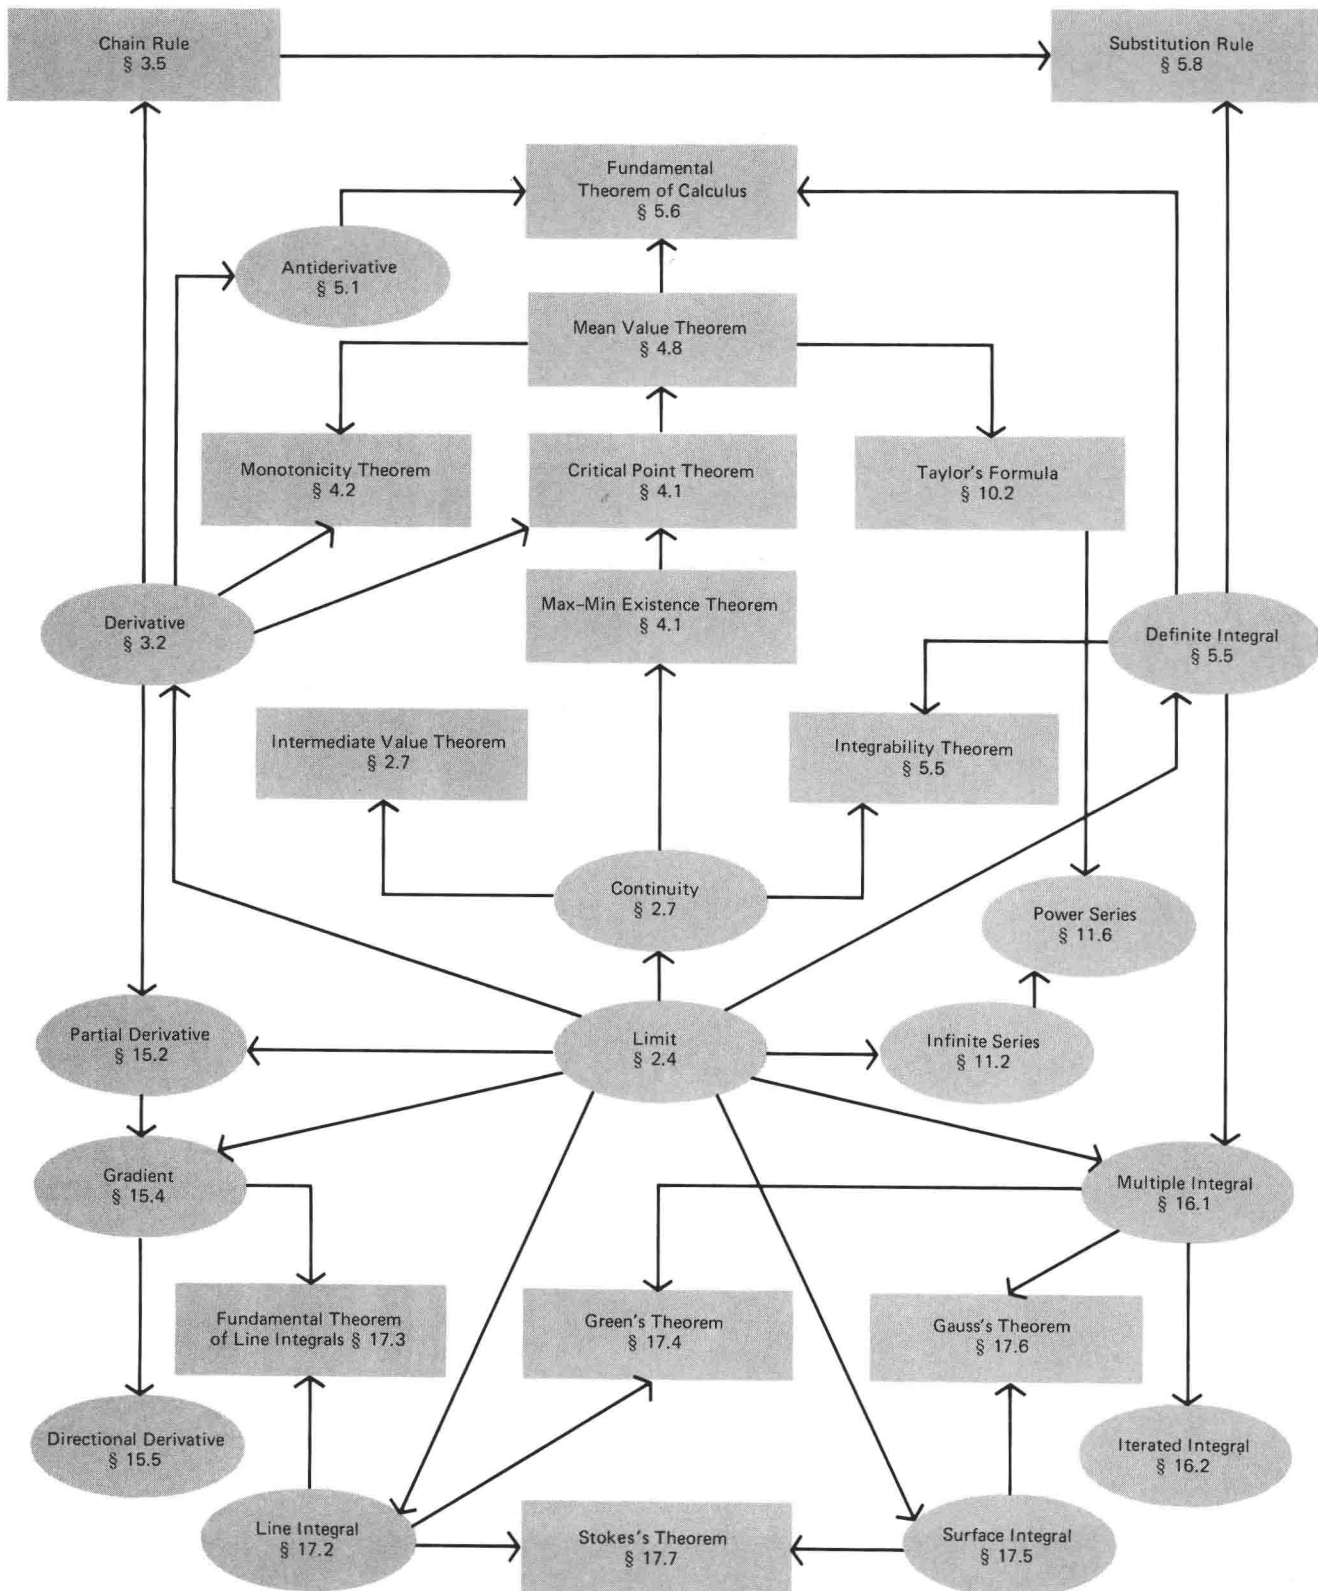 Chain Rule
§ 3.5
Substitution Rule
§ 5.8
Fundamental
Theorem of Calculus
§ 5.6
Antiderivative
§ 5.1
Mean Value Theorem
§ 4.8
Monotonicity Theorem
§ 4.2
Critical Point Theorem
§ 4.1
Taylor's Formula
§ 10.2
Derivative
§ 3.2
Max–Min Existence Theorem
§ 4.1
Definite Integral
§ 5.5
Intermediate Value Theorem
§ 2.7
Integrability Theorem
§ 5.5
Continuity
§ 2.7
Power Series
§ 11.6
Partial Derivative
§ 15.2
Limit
§ 2.4
Infinite Series
§ 11.2
Gradient
§ 15.4
Multiple Integral
§ 16.1
Fundamental Theorem
of Line Integrals § 17.3
Green's Theorem
§ 17.4
Gauss's Theorem
§ 17.6
Directional Derivative
§ 15.5
Iterated Integral
§ 16.2
Line Integral
§ 17.2
Stokes's Theorem
§ 17.7
Surface Integral
§ 17.5